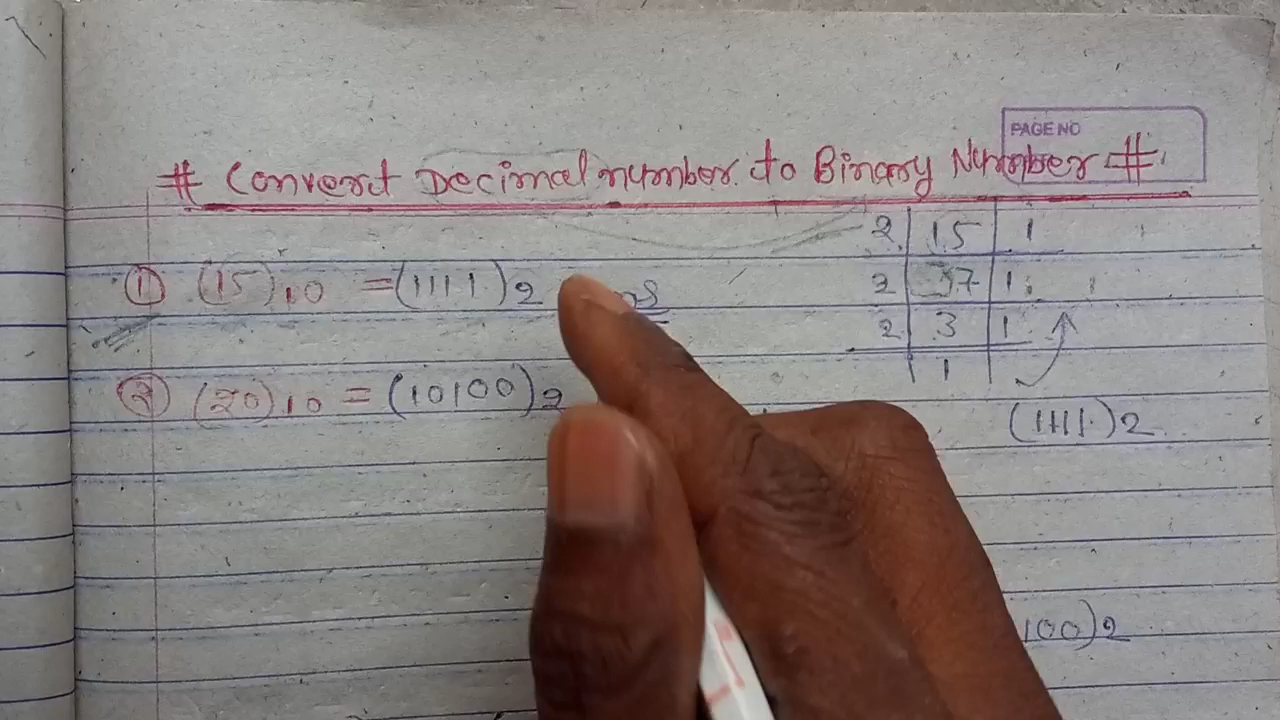 PAGE NO
# Convert Decimal number to Binary Number #
① (15)10 = (1111)2
② (20)10 = (10100)2
2 15 1
2 7 1
2 3 1
1
(1111)2
100)2